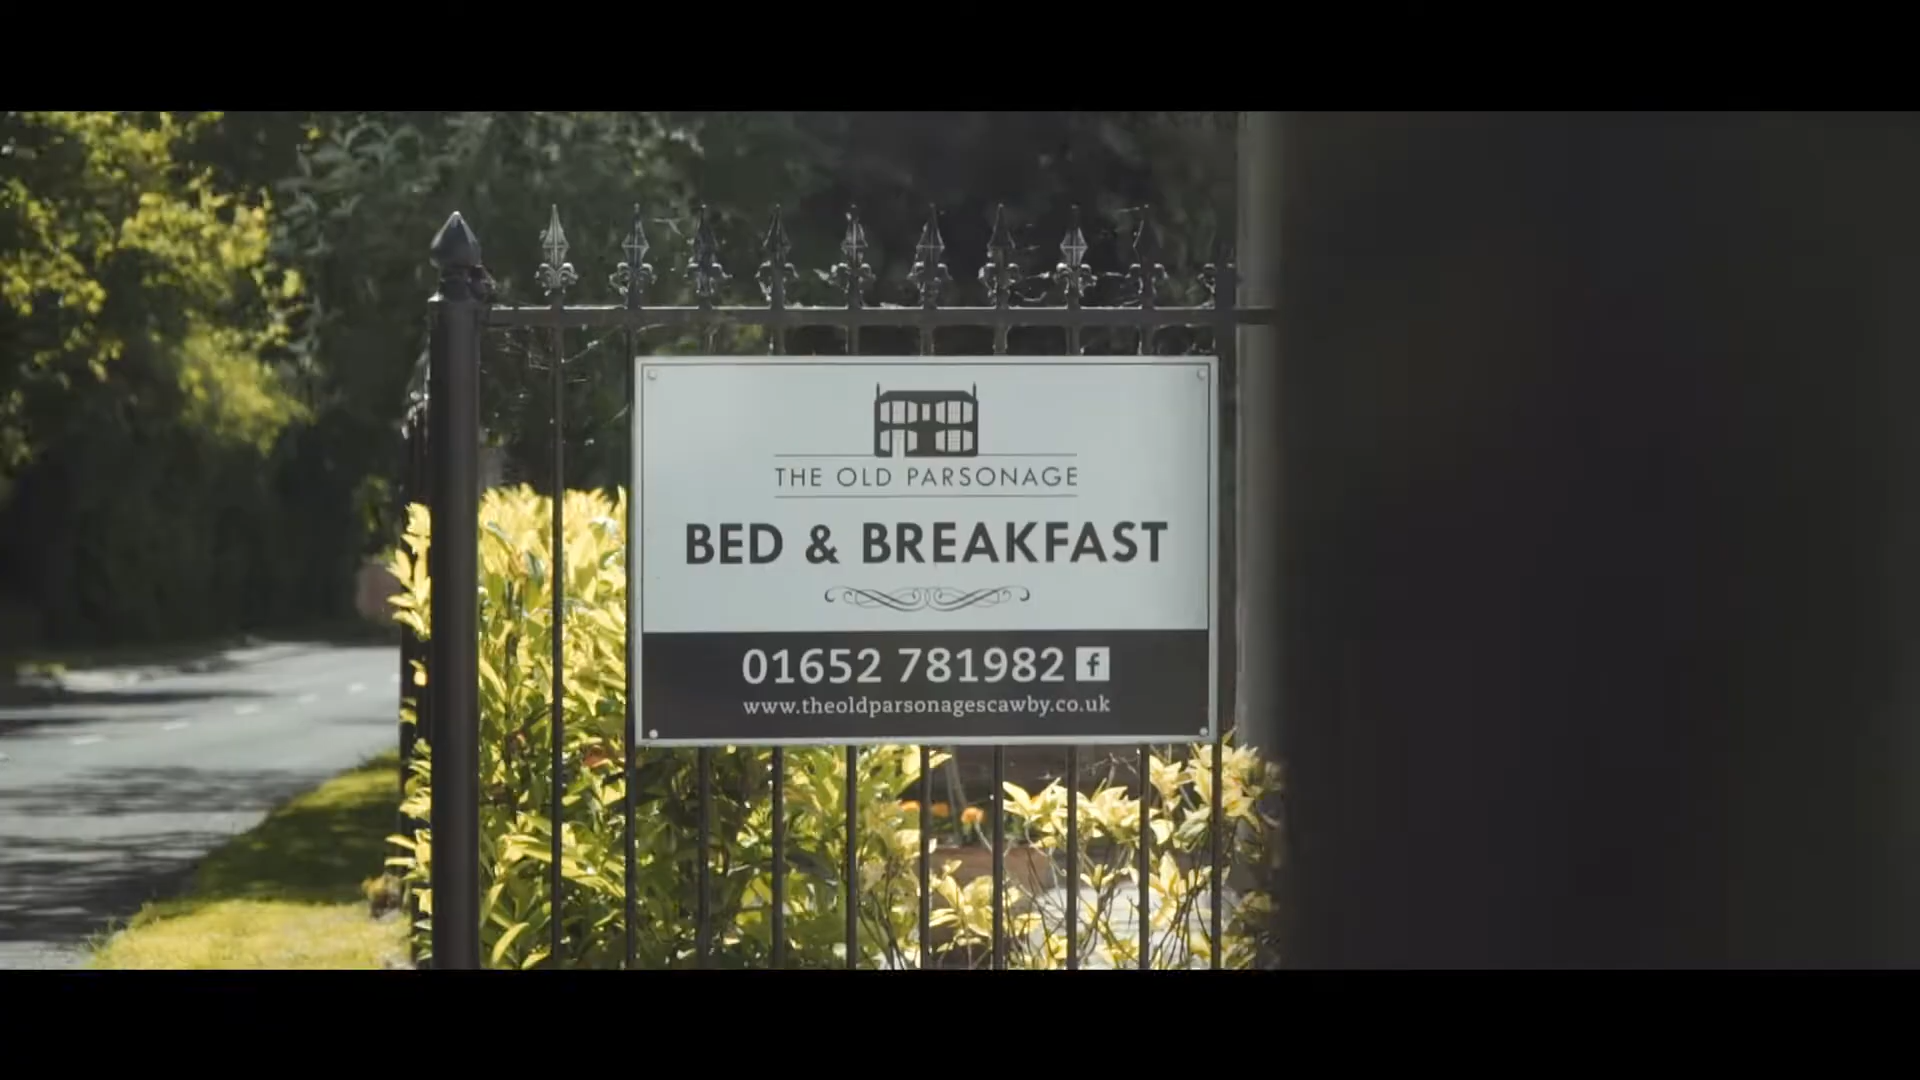 THE OLD PARSONAGE
BED & BREAKFAST
01652 781982 f
www.theoldparsonagescawby.co.uk